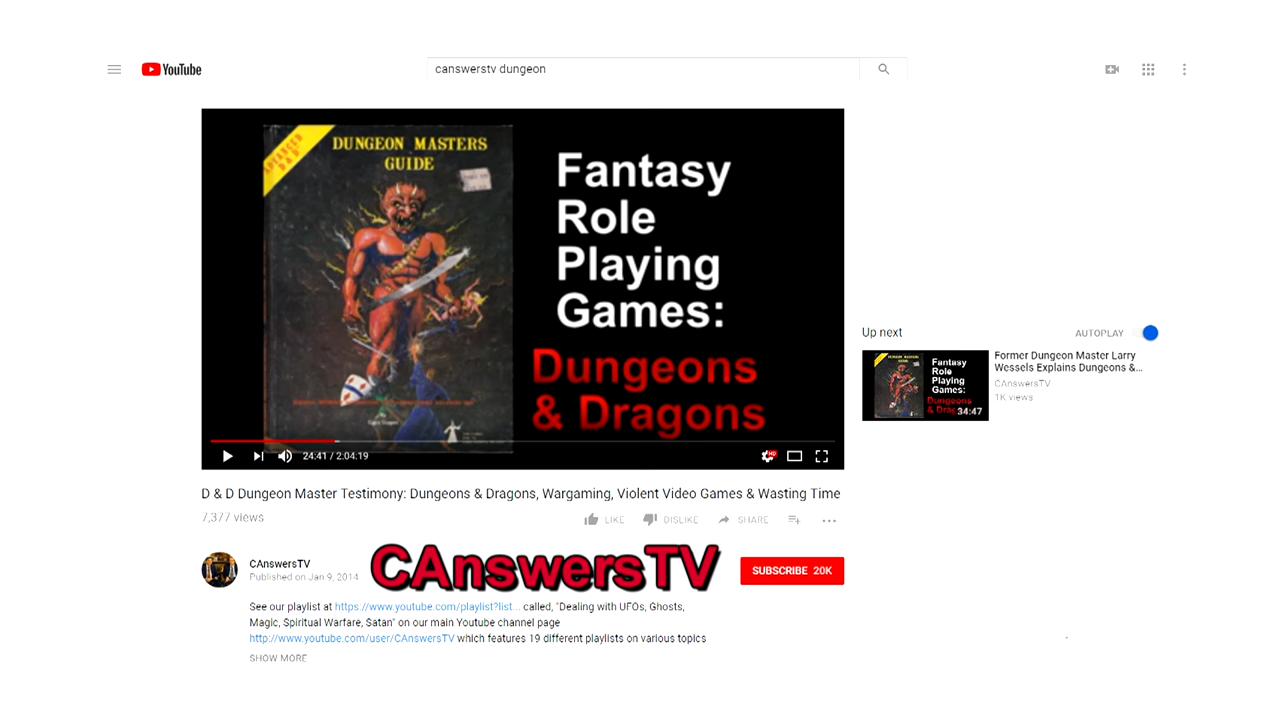 YouTube
canswerstv dungeon
ADVANCED D&D
DUNGEON MASTERS
GUIDE
Fantasy
Role
Playing
Games:
Dungeons
& Dragons
24:41 / 2:04:19
HD
D & D Dungeon Master Testimony: Dungeons & Dragons, Wargaming, Violent Video Games & Wasting Time
7,377 views
LIKE DISLIKE SHARE
CAnswersTV
Published on Jan 9, 2014
CAnswersTV
SUBSCRIBE 20K
See our playlist at https://www.youtube.com/playlist?list... called, "Dealing with UFOs, Ghosts,
Magic, Spiritual Warfare, Satan" on our main Youtube channel page
http://www.youtube.com/user/CAnswersTV which features 19 different playlists on various topics
SHOW MORE
Up next
AUTOPLAY
DUNGEON MASTERS
GUIDE
Fantasy
Role
Playing
Games:
Dungeons
& Drag
34:47
Former Dungeon Master Larry
Wessels Explains Dungeons &...
CAnswersTV
1K views